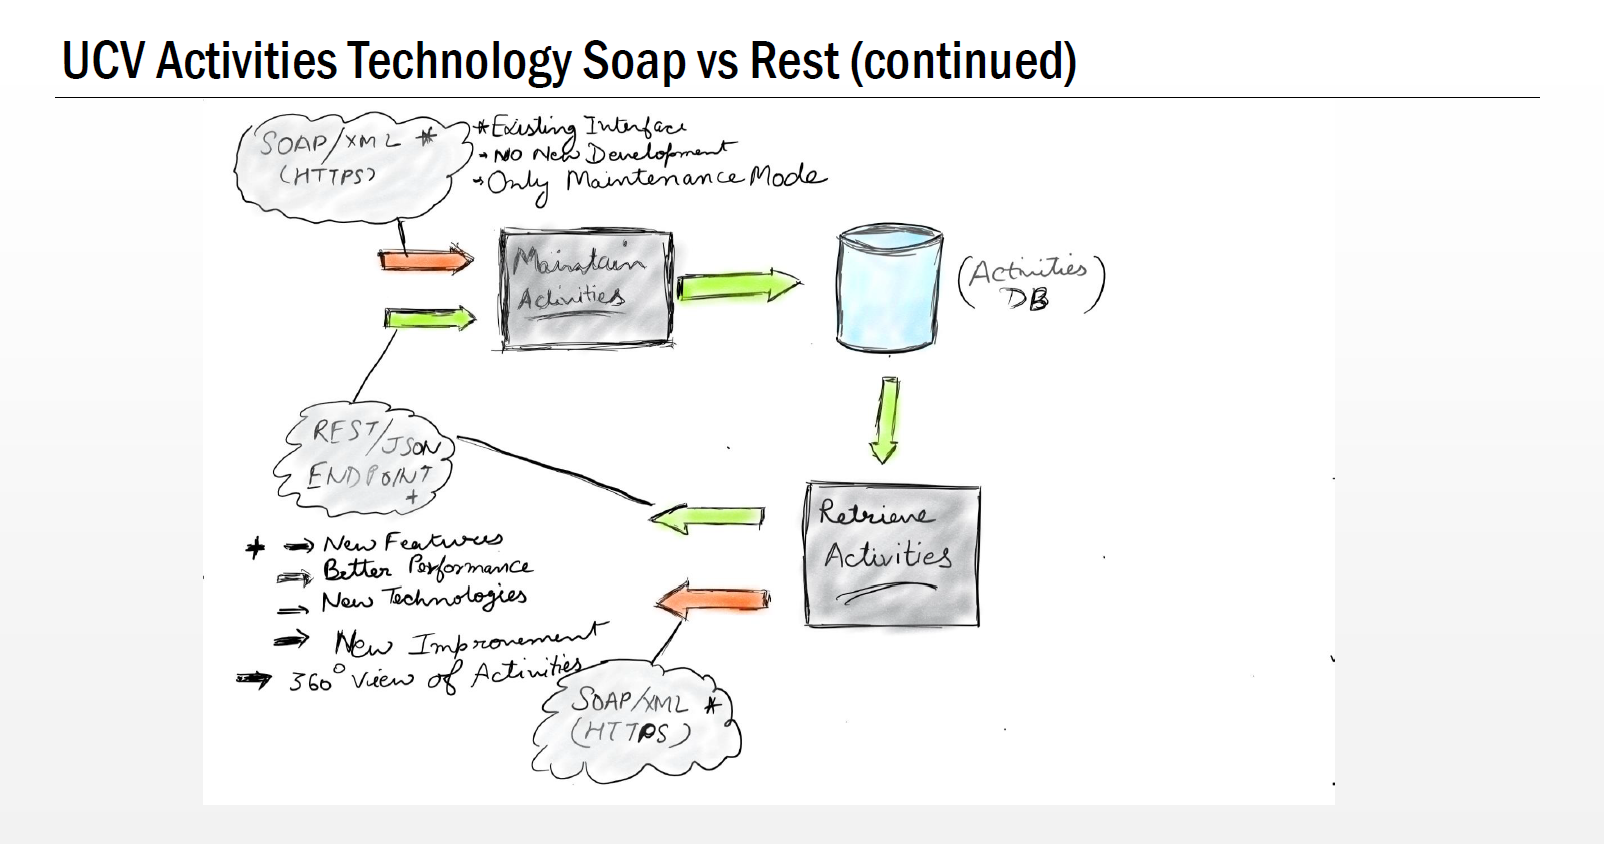 UCV Activities Technology Soap vs Rest (continued)
SOAP/XML *
(HTTPS)
* Existing Interface
→ NO New Development
→ Only Maintenance Mode
Maintain
Activities
(Activities
DB)
REST/JSON
ENDPOINT
+
+ → New Features
→ Better Performance
→ New Technologies
→ New Improvement
→ 360° View of Activities
Retrieve
Activities
SOAP/XML *
(HTTPS)